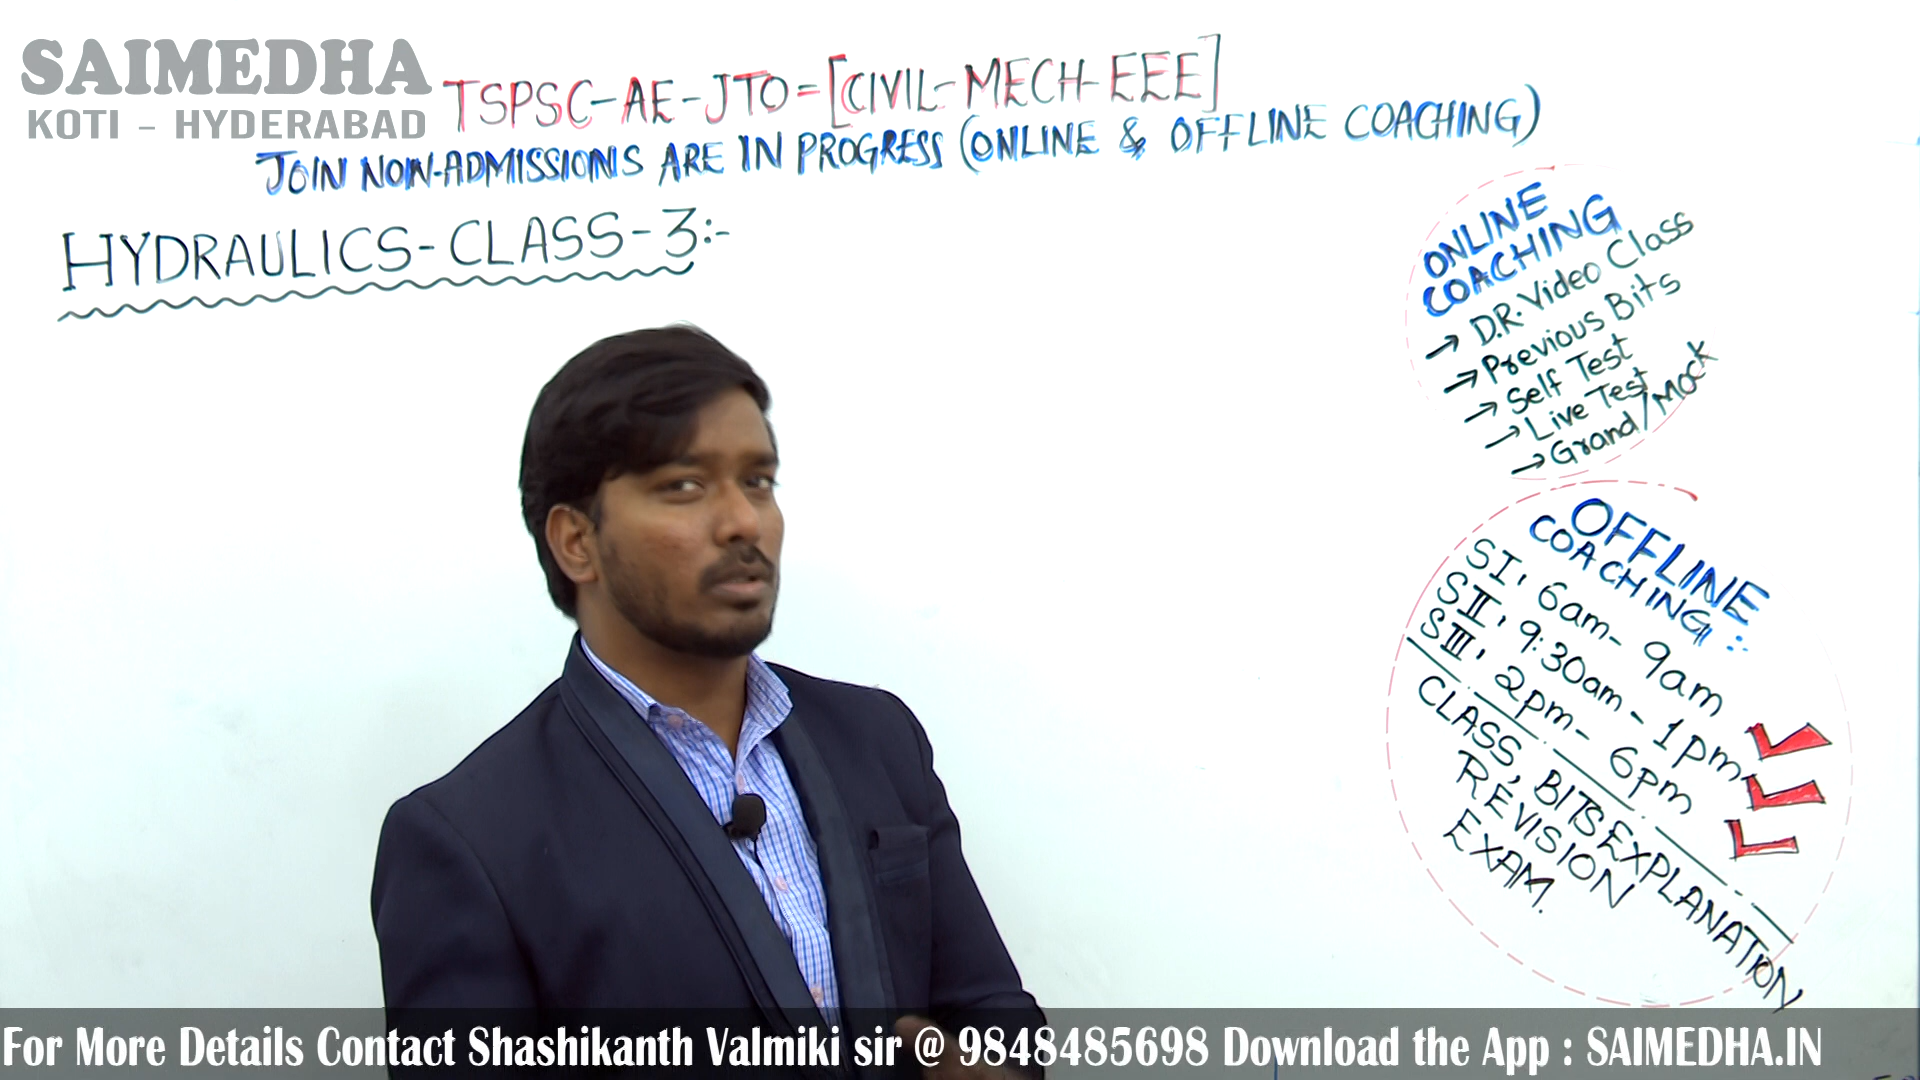 SAIMEDHA
KOTI - HYDERABAD
TSPSC-AE-JTO=[CIVIL-MECH-EEE]
JOIN NOW-ADMISSIONS ARE IN PROGRESS (ONLINE & OFFLINE COACHING)
HYDRAULICS-CLASS-3:-
ONLINE
COACHING
→ D.R. Video Class
→ Previous Bits
→ Self Test
→ Live Test
→ Grand/Mock
OFFLINE
COACHING :
SI, 6am- 9am
SII, 9:30am - 1pm
SIII, 2pm- 6pm
CLASS, BITS EXPLANATION
REVISION
EXAM.
For More Details Contact Shashikanth Valmiki sir @ 9848485698 Download the App : SAIMEDHA.IN